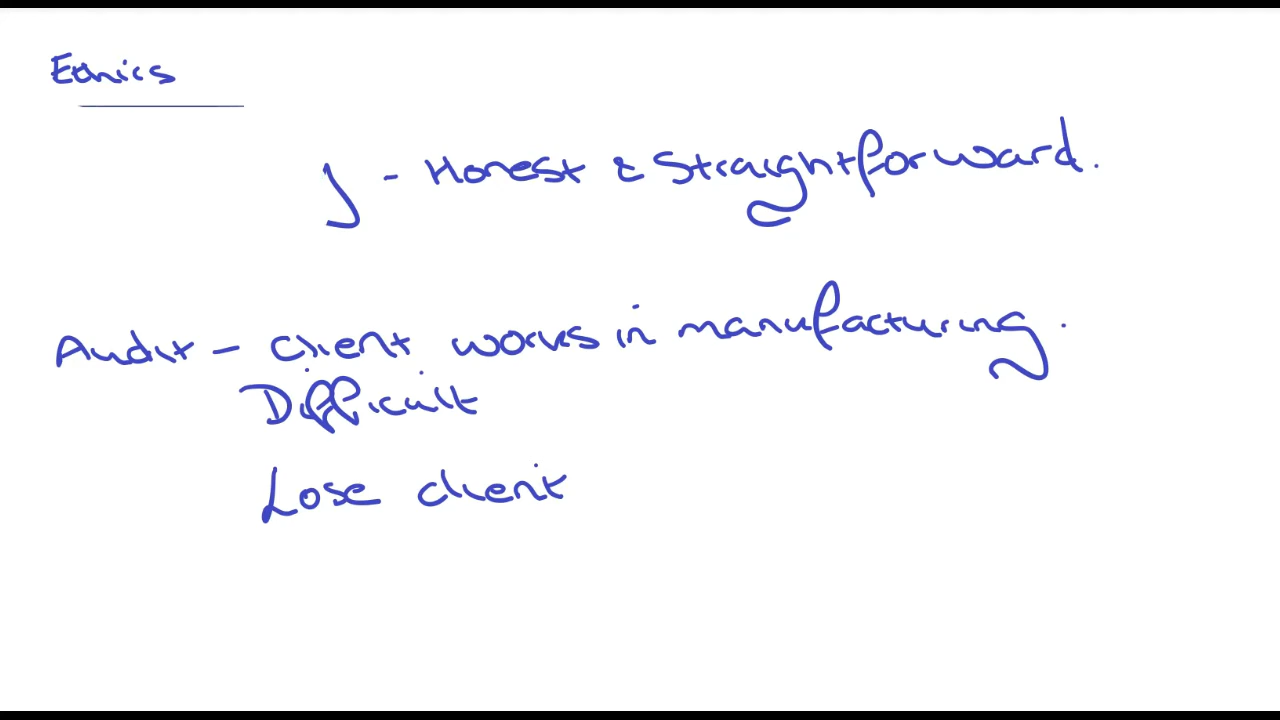 Ethics
J - Honest & Straightforward.
Audit - client works in manufacturing.
Difficult
Lose client